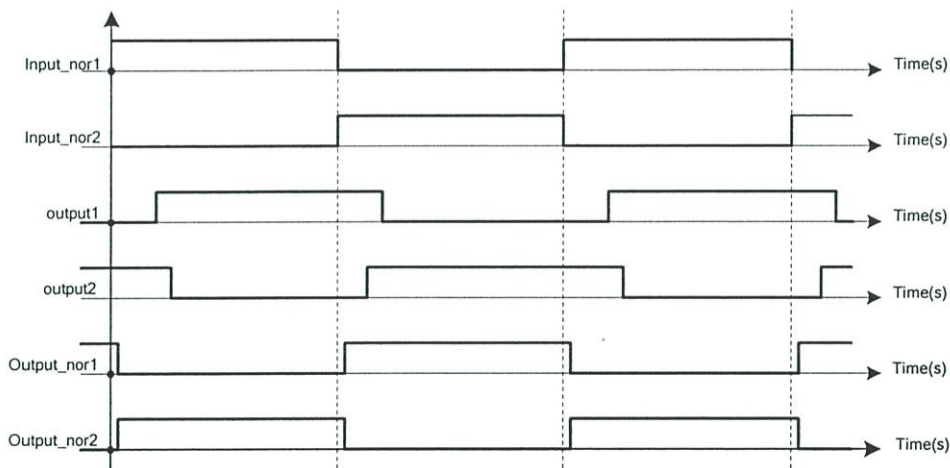 Input_nor1 Time(s)
Input_nor2 Time(s)
output1 Time(s)
output2 Time(s)
Output_nor1 Time(s)
Output_nor2 Time(s)